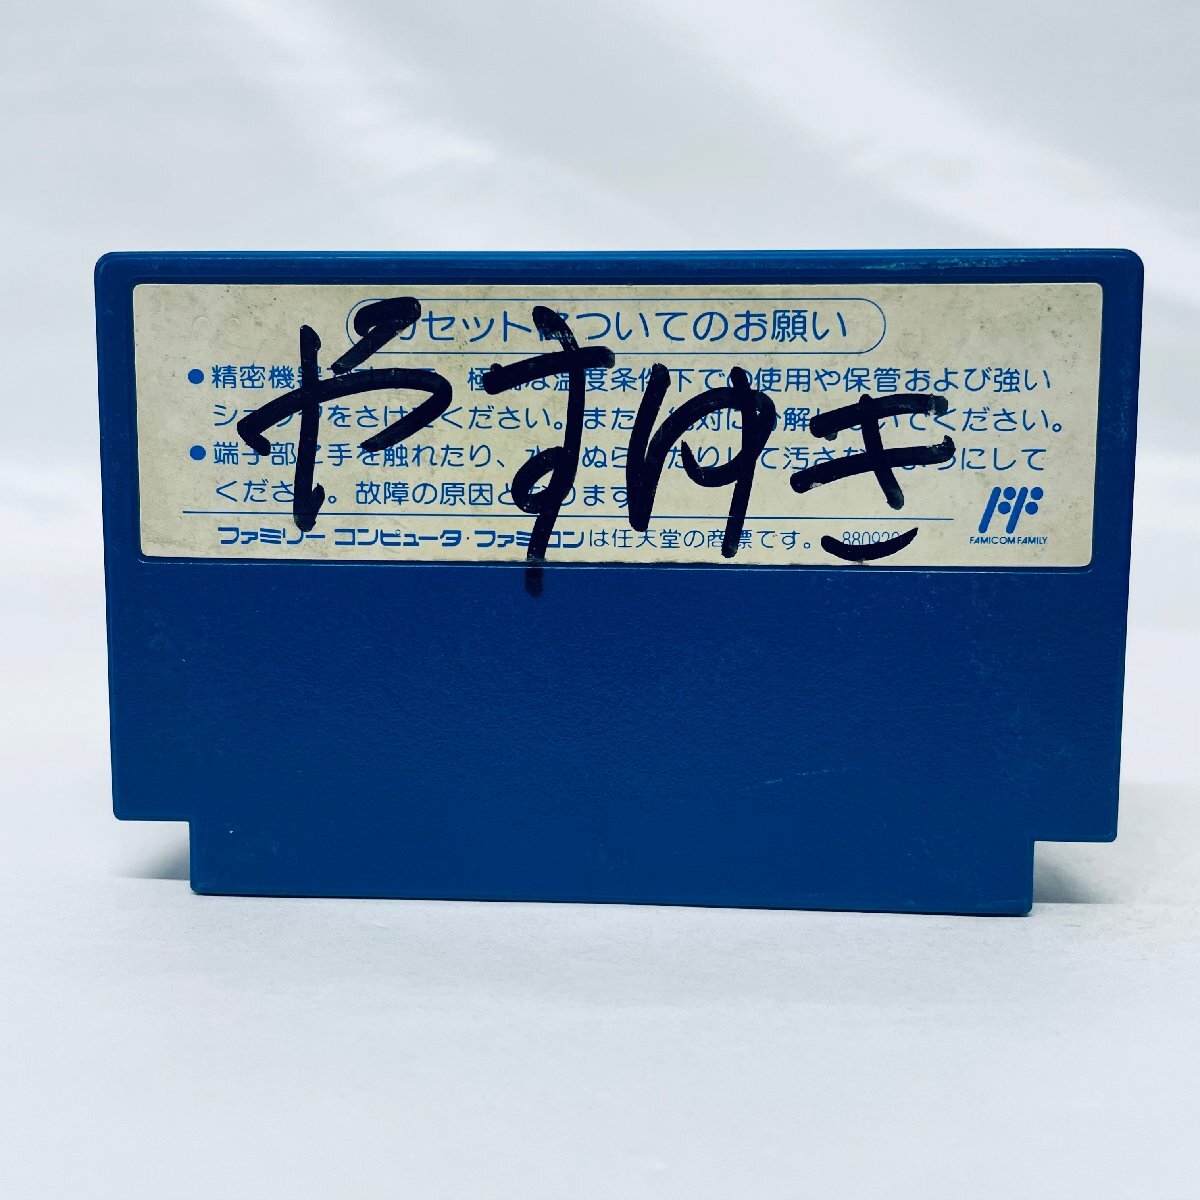 やすゆき
カセットについてのお願い
●精密機器ですので、極端な温度条件下での使用や保管および強い
ショックをさけてください。また、絶対に分解しないでください。
●端子部に手を触れたり、水にぬらしたりして汚さないようにして
ください。故障の原因となります。
ファミリーコンピュータ・ファミコンは任天堂の商標です。
FAMICOM FAMILY